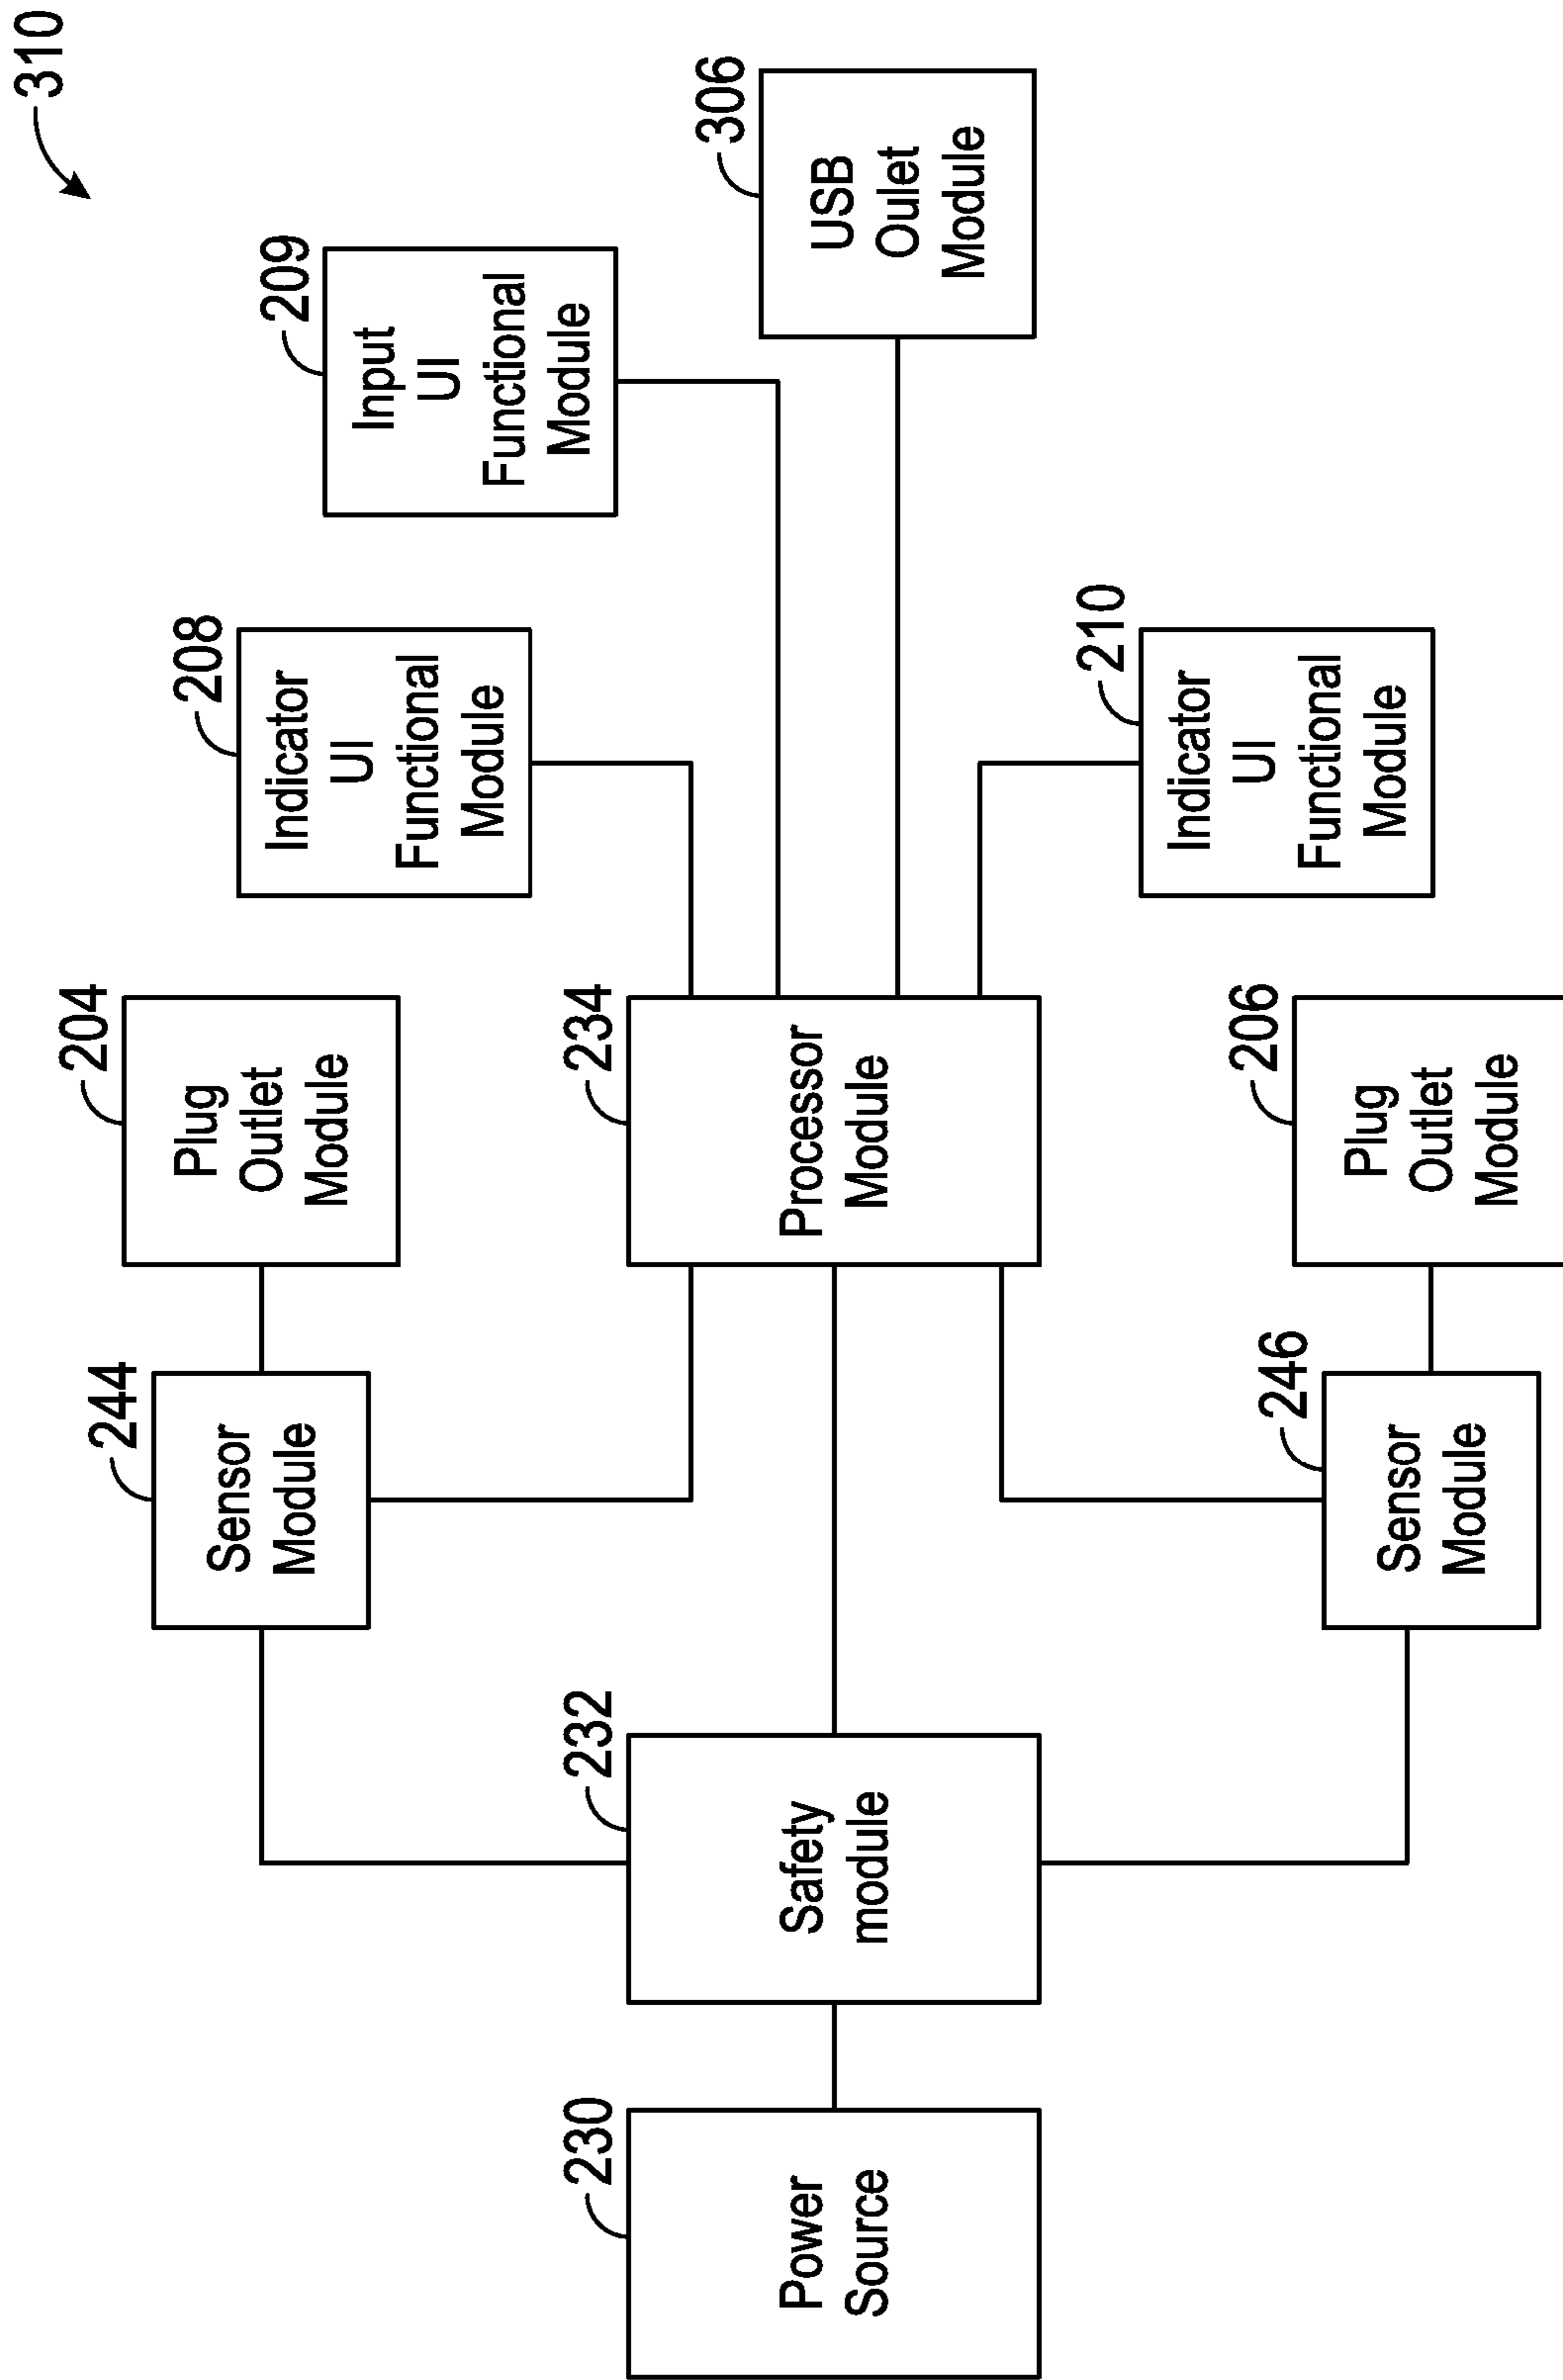 310
204
Plug
Outlet
Module
244
Sensor
Module
208
Indicator
UI
Functional
Module
209
Input
UI
Functional
Module
230
Power
Source
232
Safety
module
234
Processor
Module
306
USB
Oulet
Module
246
Sensor
Module
206
Plug
Outlet
Module
210
Indicator
UI
Functional
Module